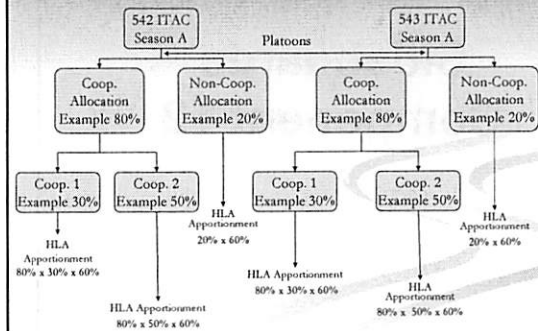 542 ITAC
Season A
Platoons
543 ITAC
Season A
Coop.
Allocation
Example 80%
Non-Coop.
Allocation
Example 20%
Coop.
Allocation
Example 80%
Non-Coop.
Allocation
Example 20%
Coop. 1
Example 30%
Coop. 2
Example 50%
Coop. 1
Example 30%
Coop. 2
Example 50%
HLA
Apportionment
80% x 30% x 60%
HLA Apportionment
80% x 50% x 60%
HLA
Apportionment
20% x 60%
HLA Apportionment
80% x 30% x 60%
HLA Apportionment
80% x 50% x 60%
HLA
Apportionment
20% x 60%